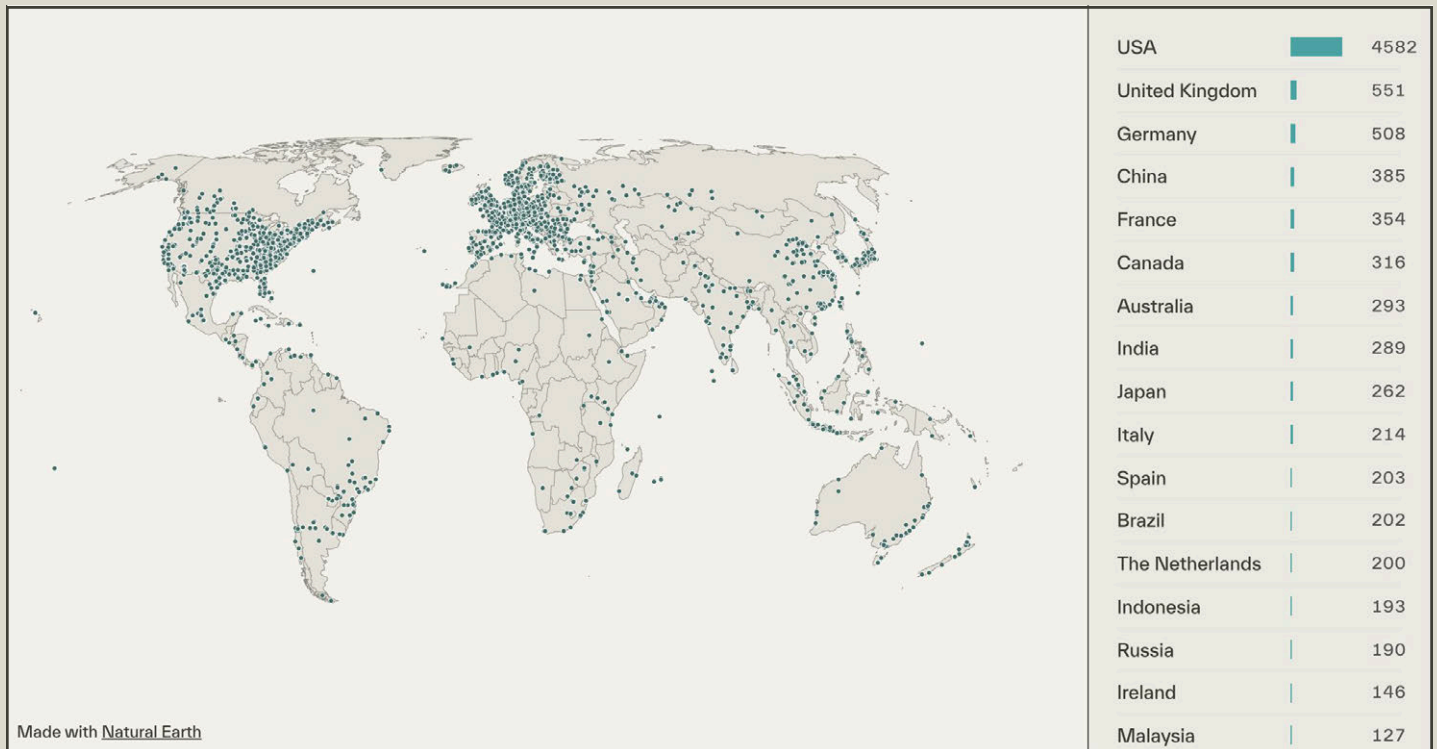 USA 4582
United Kingdom 551
Germany 508
China 385
France 354
Canada 316
Australia 293
India 289
Japan 262
Italy 214
Spain 203
Brazil 202
The Netherlands 200
Indonesia 193
Russia 190
Ireland 146
Malaysia 127
Made with Natural Earth